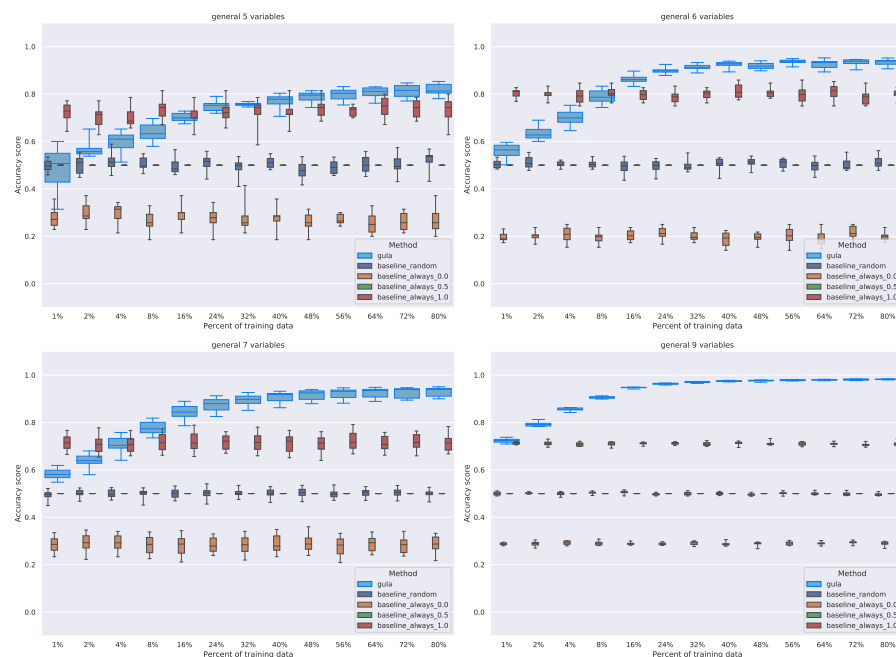 general 5 variables
1.0
0.8
0.6
0.4
0.2
0.0
Accuracy score
1% 2% 4% 8% 16% 24% 32% 40% 48% 56% 64% 72% 80%
Percent of training data
Method
gula
baseline_random
baseline_always_0.0
baseline_always_0.5
baseline_always_1.0
general 6 variables
1.0
0.8
0.6
0.4
0.2
0.0
Accuracy score
1% 2% 4% 8% 16% 24% 32% 40% 48% 56% 64% 72% 80%
Percent of training data
Method
gula
baseline_random
baseline_always_0.0
baseline_always_0.5
baseline_always_1.0
general 7 variables
1.0
0.8
0.6
0.4
0.2
0.0
Accuracy score
1% 2% 4% 8% 16% 24% 32% 40% 48% 56% 64% 72% 80%
Percent of training data
Method
gula
baseline_random
baseline_always_0.0
baseline_always_0.5
baseline_always_1.0
general 9 variables
1.0
0.8
0.6
0.4
0.2
0.0
Accuracy score
1% 2% 4% 8% 16% 24% 32% 40% 48% 56% 64% 72% 80%
Percent of training data
Method
gula
baseline_random
baseline_always_0.0
baseline_always_0.5
baseline_always_1.0